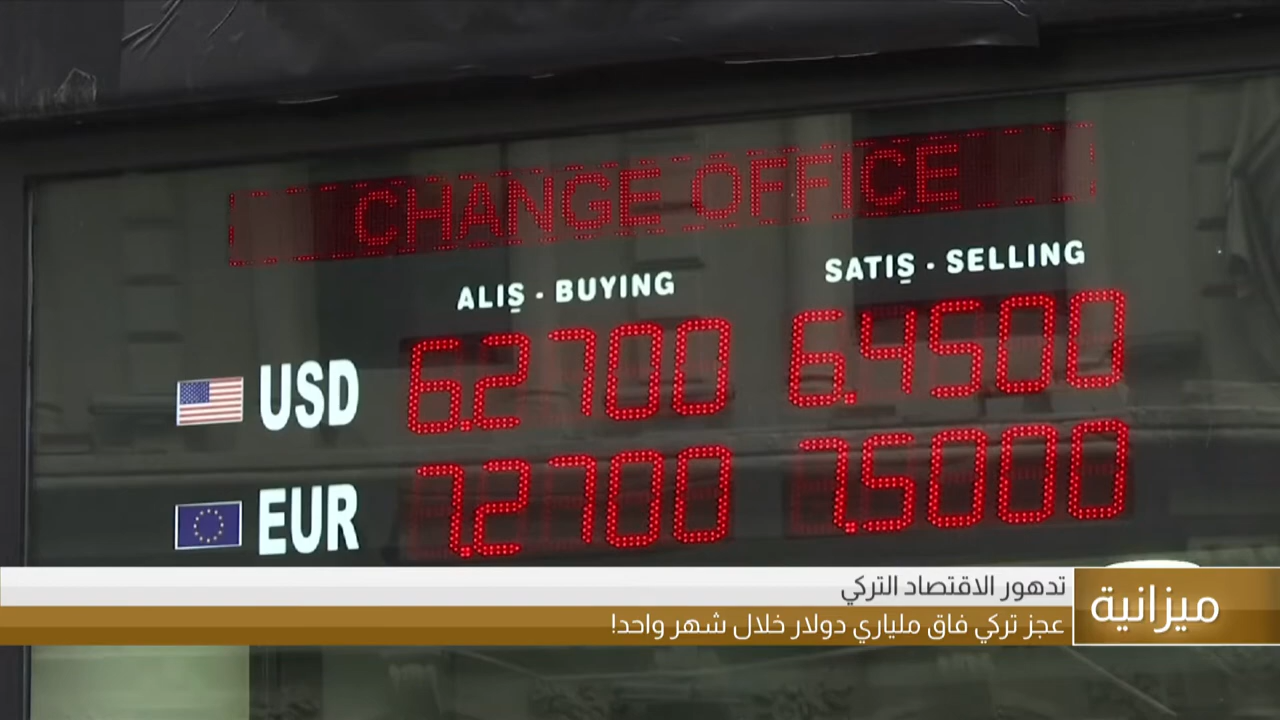 CHANGE OFFICE
ALIŞ - BUYING SATIŞ - SELLING
USD 6.2700 6.4500
EUR 7.2700 7.5000
تدهور الاقتصاد التركي
ميزانية
عجز تركي فاق ملياري دولار خلال شهر واحد!